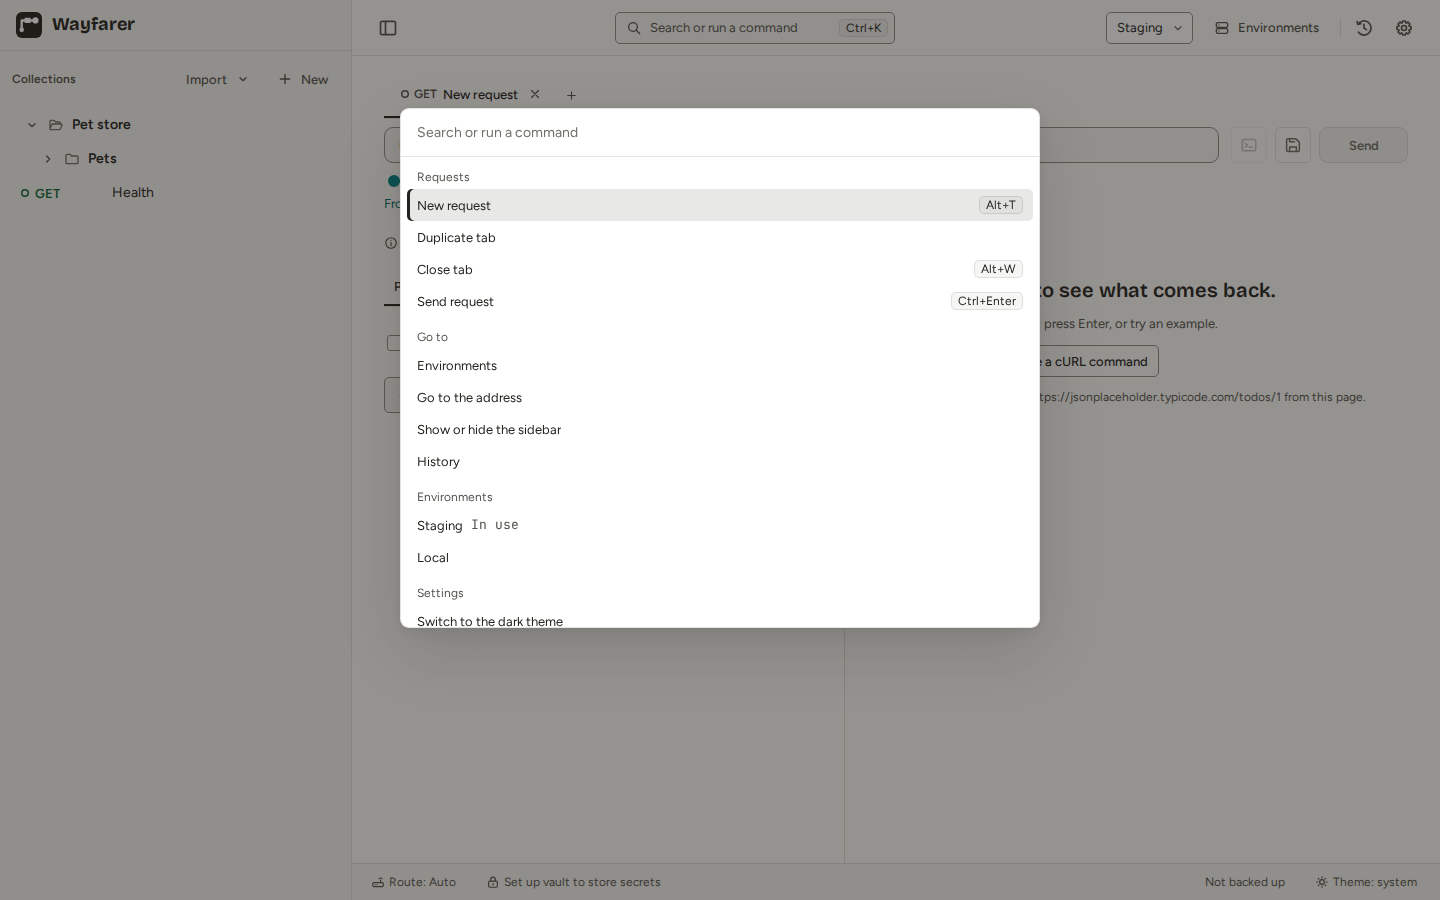 Wayfarer
Search or run a command
Ctrl+K
Staging
Environments
Collections
Import
New
Pet store
Pets
GET Health
GET New request
Send
Search or run a command
Requests
New request Alt+T
Duplicate tab
Close tab Alt+W
Send request Ctrl+Enter
Go to
Environments
Go to the address
Show or hide the sidebar
History
Environments
Staging In use
Local
Settings
Switch to the dark theme
to see what comes back.
press Enter, or try an example.
a cURL command
https://jsonplaceholder.typicode.com/todos/1 from this page.
Route: Auto
Set up vault to store secrets
Not backed up
Theme: system